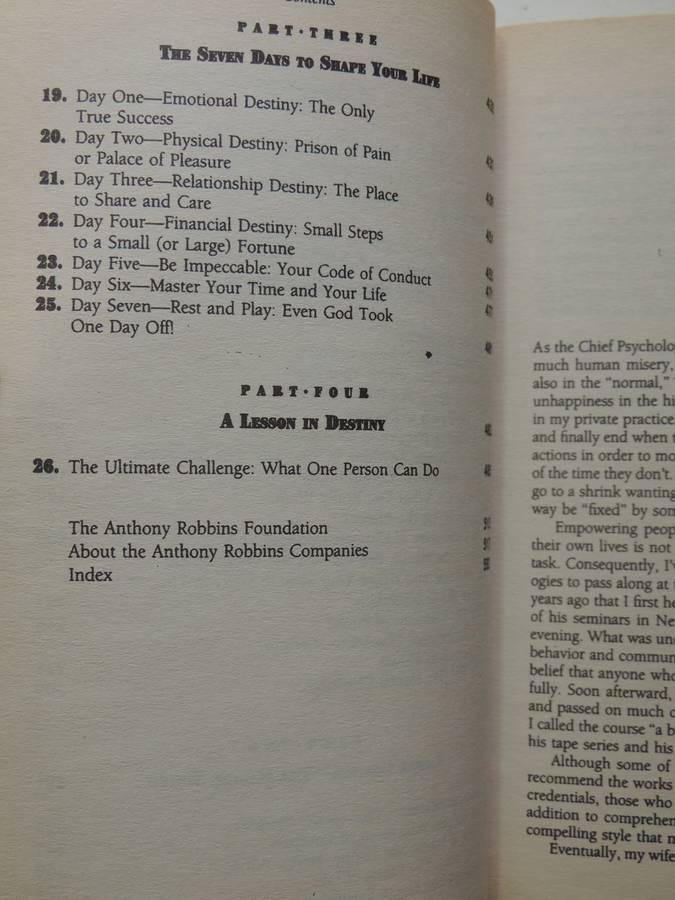 Contents
PART·THREE
THE SEVEN DAYS TO SHAPE YOUR LIFE
19. Day One—Emotional Destiny: The Only
True Success
20. Day Two—Physical Destiny: Prison of Pain
or Palace of Pleasure
21. Day Three—Relationship Destiny: The Place
to Share and Care
22. Day Four—Financial Destiny: Small Steps
to a Small (or Large) Fortune
23. Day Five—Be Impeccable: Your Code of Conduct
24. Day Six—Master Your Time and Your Life
25. Day Seven—Rest and Play: Even God Took
One Day Off!
PART·FOUR
A LESSON IN DESTINY
26. The Ultimate Challenge: What One Person Can Do
The Anthony Robbins Foundation
About the Anthony Robbins Companies
Index
As the Chief Psycholo
much human misery,
also in the "normal,"
unhappiness in the hi
in my private practice
and finally end when
actions in order to mo
of the time they don't.
go to a shrink wanting
way be "fixed" by som
Empowering peop
their own lives is not
task. Consequently, I'v
ogies to pass along at
years ago that I first he
of his seminars in Ne
evening. What was un
behavior and commun
belief that anyone who
fully. Soon afterward,
and passed on much o
I called the course "a b
his tape series and his
Although some of
recommend the works
credentials, those who
addition to comprehen
compelling style that m
Eventually, my wife